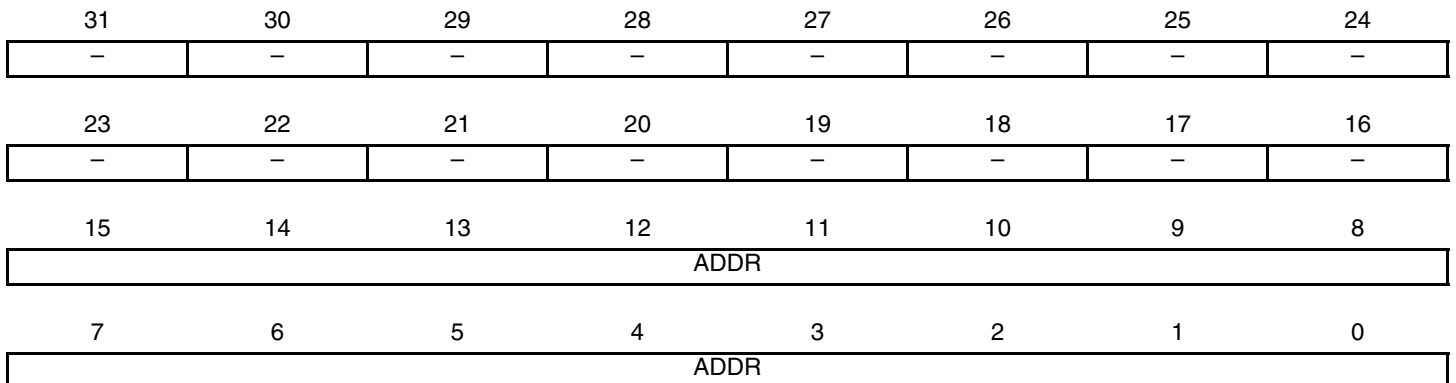 31 30 29 28 27 26 25 24
– – – – – – – –
23 22 21 20 19 18 17 16
– – – – – – – –
15 14 13 12 11 10 9 8
ADDR
7 6 5 4 3 2 1 0
ADDR